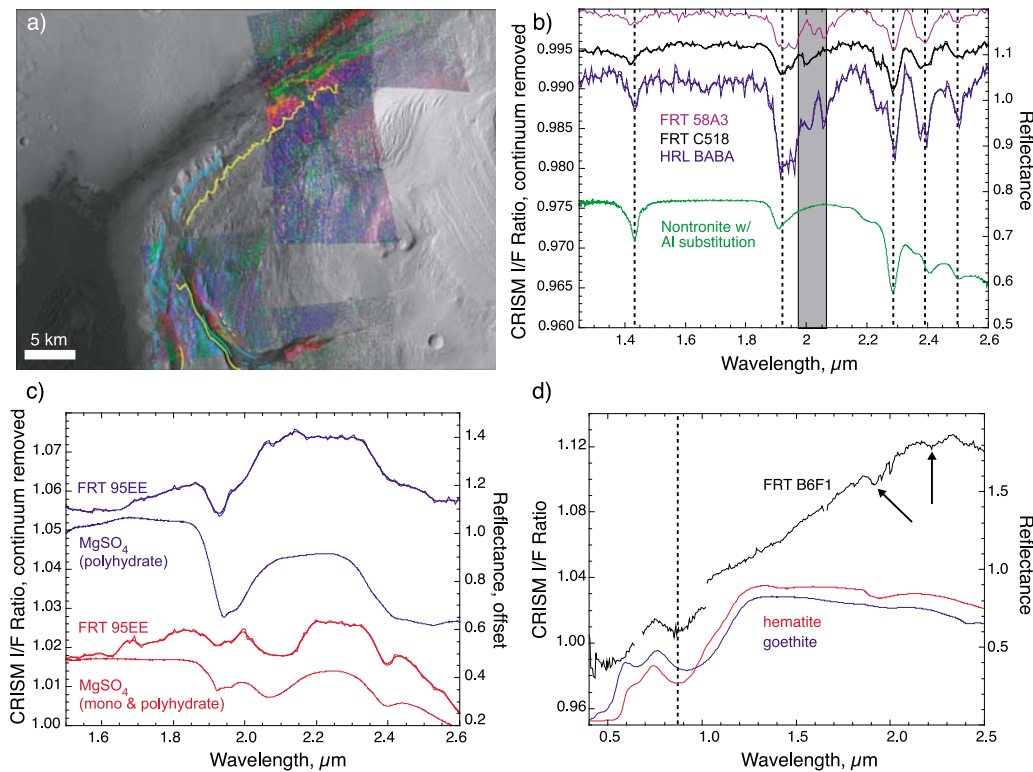 a)
5 km
b)
CRISM I/F Ratio, continuum removed
1.000
0.995
0.990
0.985
0.980
0.975
0.970
0.965
0.960
FRT 58A3
FRT C518
HRL BABA
Nontronite w/
Al substitution
1.1
1.0
0.9
0.8
0.7
0.6
0.5
Reflectance
1.4
1.6
1.8
2
2.2
2.4
2.6
Wavelength, µm
c)
CRISM I/F Ratio, continuum removed
1.07
1.06
1.05
1.04
1.03
1.02
1.01
1.00
FRT 95EE
MgSO4
(polyhydrate)
FRT 95EE
MgSO4
(mono & polyhydrate)
1.4
1.2
1.0
0.8
0.6
0.4
0.2
Reflectance, offset
1.6
1.8
2.0
2.2
2.4
2.6
Wavelength, µm
d)
CRISM I/F Ratio
1.12
1.08
1.04
1.00
0.96
FRT B6F1
hematite
goethite
1.5
1.0
0.5
Reflectance
0.5
1.0
1.5
2.0
2.5
Wavelength, µm